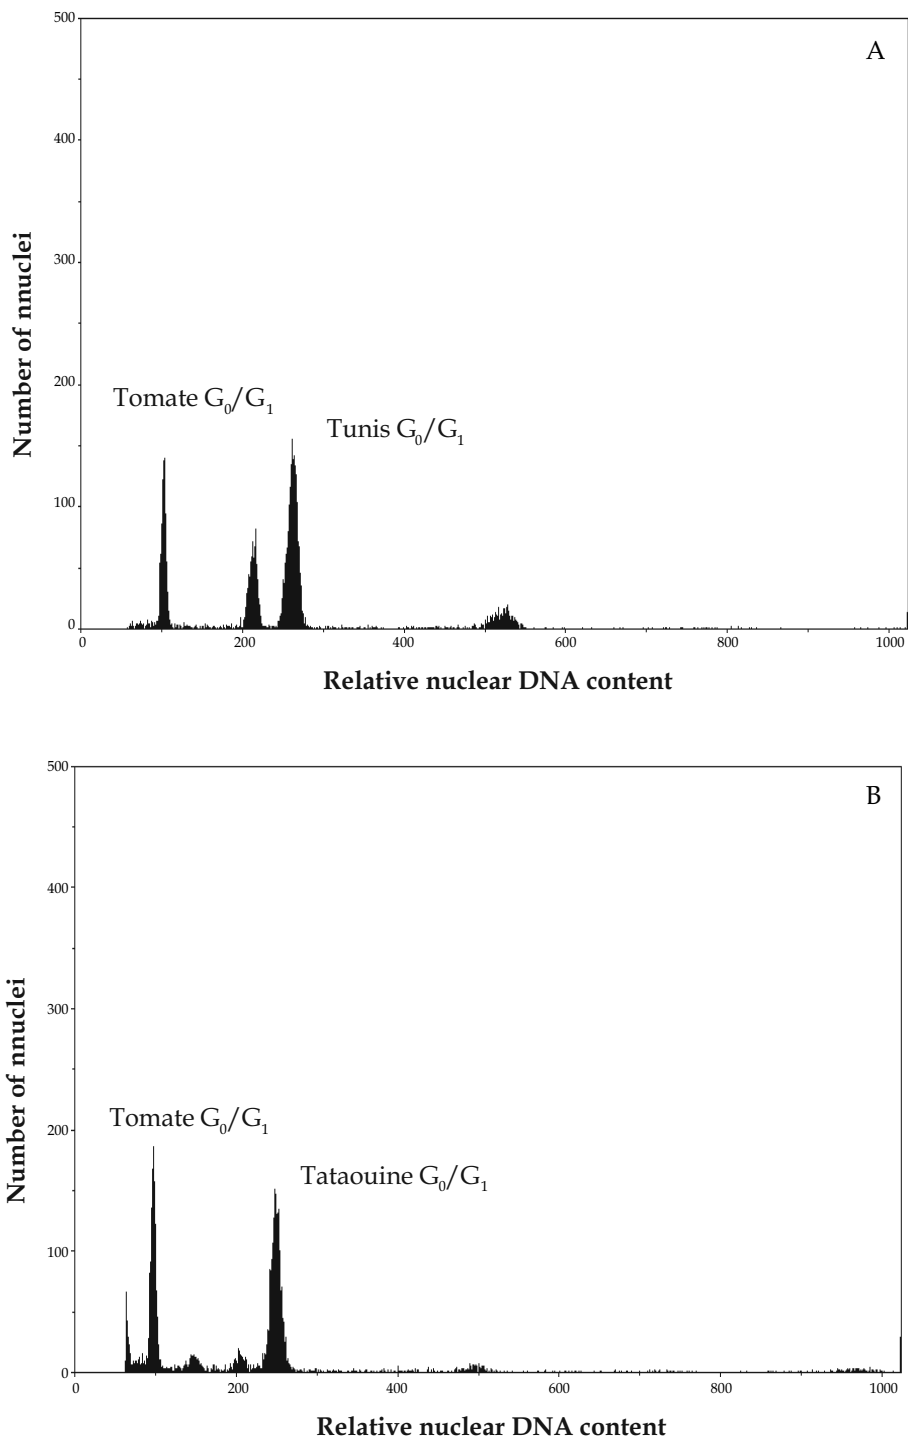 500
A
400
300
200
Tomate G₀/G₁
Tunis G₀/G₁
100
0
0 200 400 600 800 1000
Number of nnuclei
Relative nuclear DNA content
500
B
400
300
200
Tomate G₀/G₁
Tataouine G₀/G₁
100
0
0 200 400 600 800 1000
Number of nnuclei
Relative nuclear DNA content